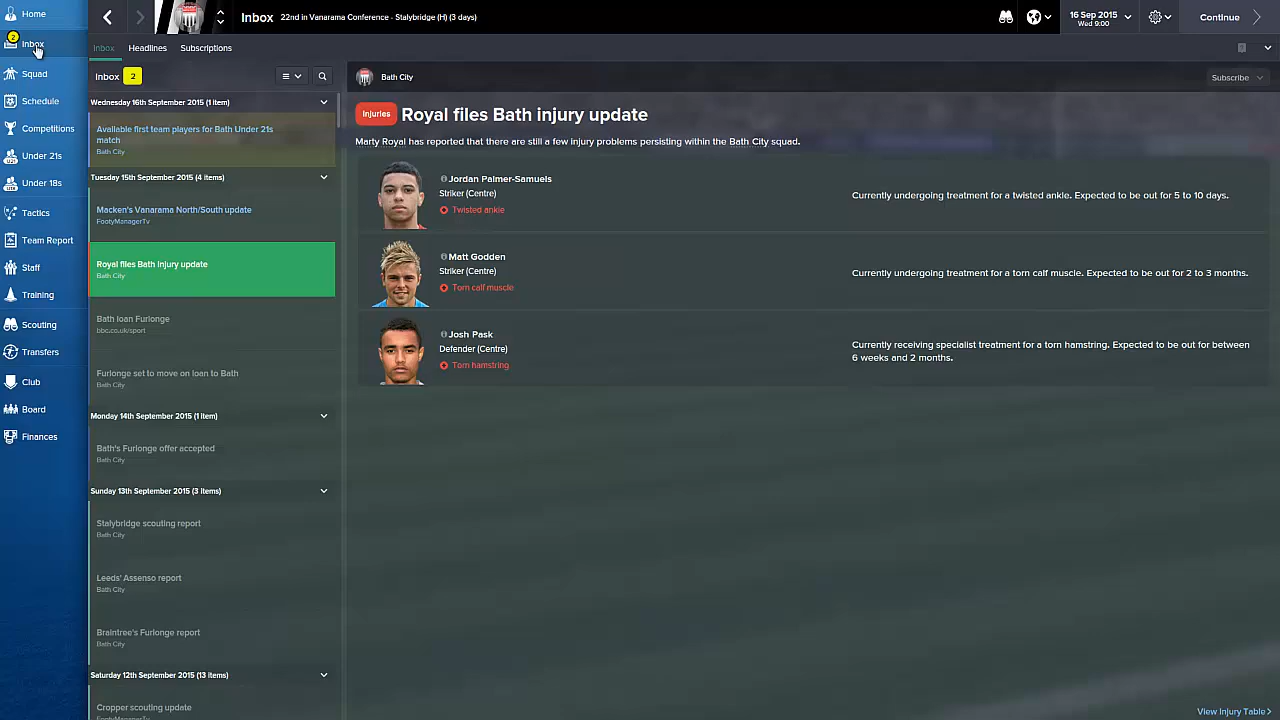 Home
2
Inbox
Squad
Schedule
Competitions
Under 21s
Under 18s
Tactics
Team Report
Staff
Training
Scouting
Transfers
Club
Board
Finances
Inbox
22nd in Vanarama Conference - Stalybridge (H) (3 days)
16 Sep 2015
Wed 9:00
Continue
Inbox
Headlines
Subscriptions
Inbox 2
Wednesday 16th September 2015 (1 item)
Available first team players for Bath Under 21s
match
Bath City
Tuesday 15th September 2015 (4 items)
Macken's Vanarama North/South update
FootyManagerTv
Royal files Bath injury update
Bath City
Bath loan Furlonge
bbc.co.uk/sport
Furlonge set to move on loan to Bath
Bath City
Monday 14th September 2015 (1 item)
Bath's Furlonge offer accepted
Bath City
Sunday 13th September 2015 (3 items)
Stalybridge scouting report
Bath City
Leeds' Assenso report
Bath City
Braintree's Furlonge report
Bath City
Saturday 12th September 2015 (13 items)
Cropper scouting update
FootyManagerTv
Bath City
Subscribe
Injuries
Royal files Bath injury update
Marty Royal has reported that there are still a few injury problems persisting within the Bath City squad.
Jordan Palmer-Samuels
Striker (Centre)
Twisted ankle
Currently undergoing treatment for a twisted ankle. Expected to be out for 5 to 10 days.
Matt Godden
Striker (Centre)
Torn calf muscle
Currently undergoing treatment for a torn calf muscle. Expected to be out for 2 to 3 months.
Josh Pask
Defender (Centre)
Torn hamstring
Currently receiving specialist treatment for a torn hamstring. Expected to be out for between
6 weeks and 2 months.
View Injury Table